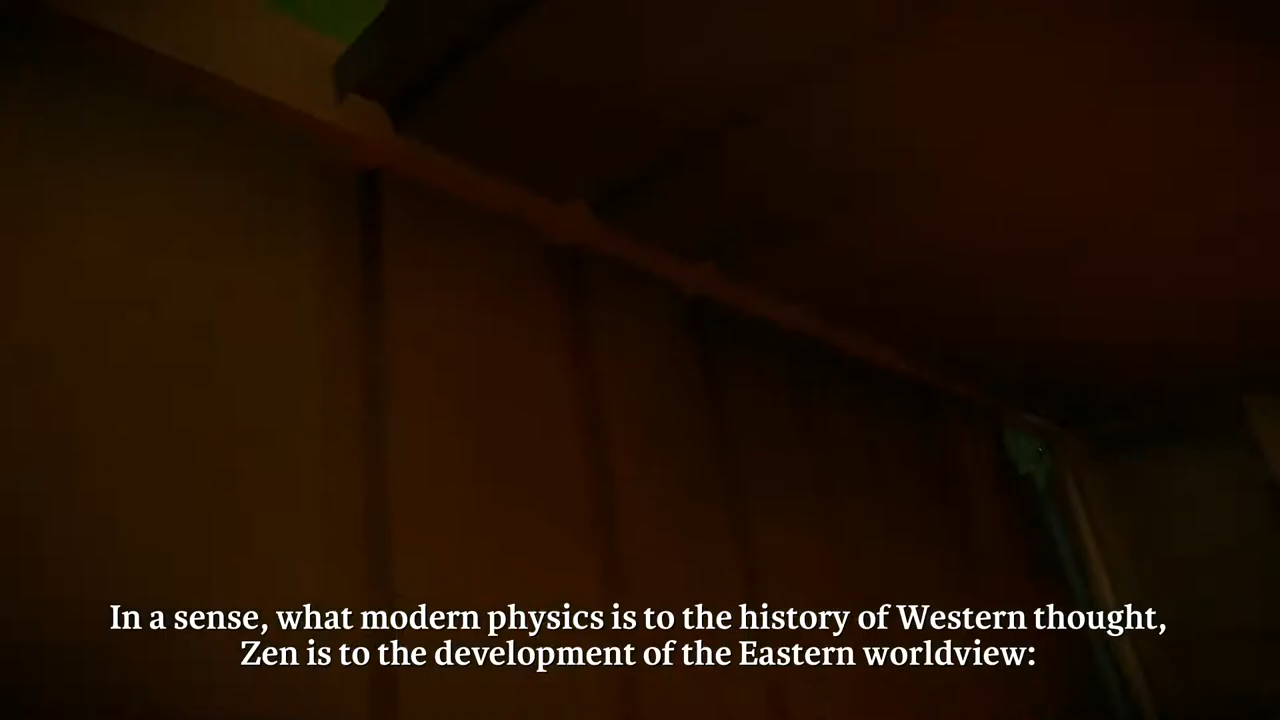 In a sense, what modern physics is to the history of Western thought,
Zen is to the development of the Eastern worldview: